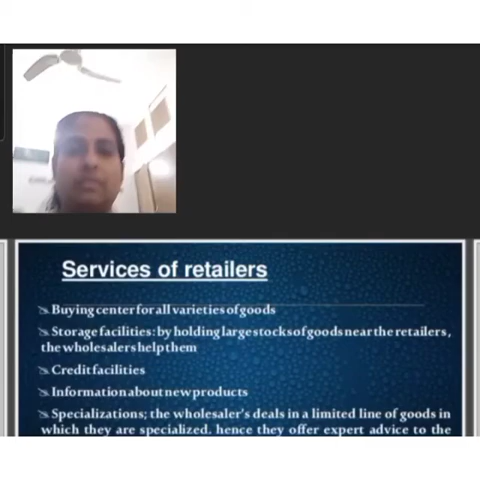 Services of retailers
Buying center for all varieties of goods
Storage facilities: by holding large stocks of goods near the retailers,
the wholesalers help them
Credit facilities
Information about new products
Specializations; the wholesaler's deals in a limited line of goods in
which they are specialized. hence they offer expert advice to the